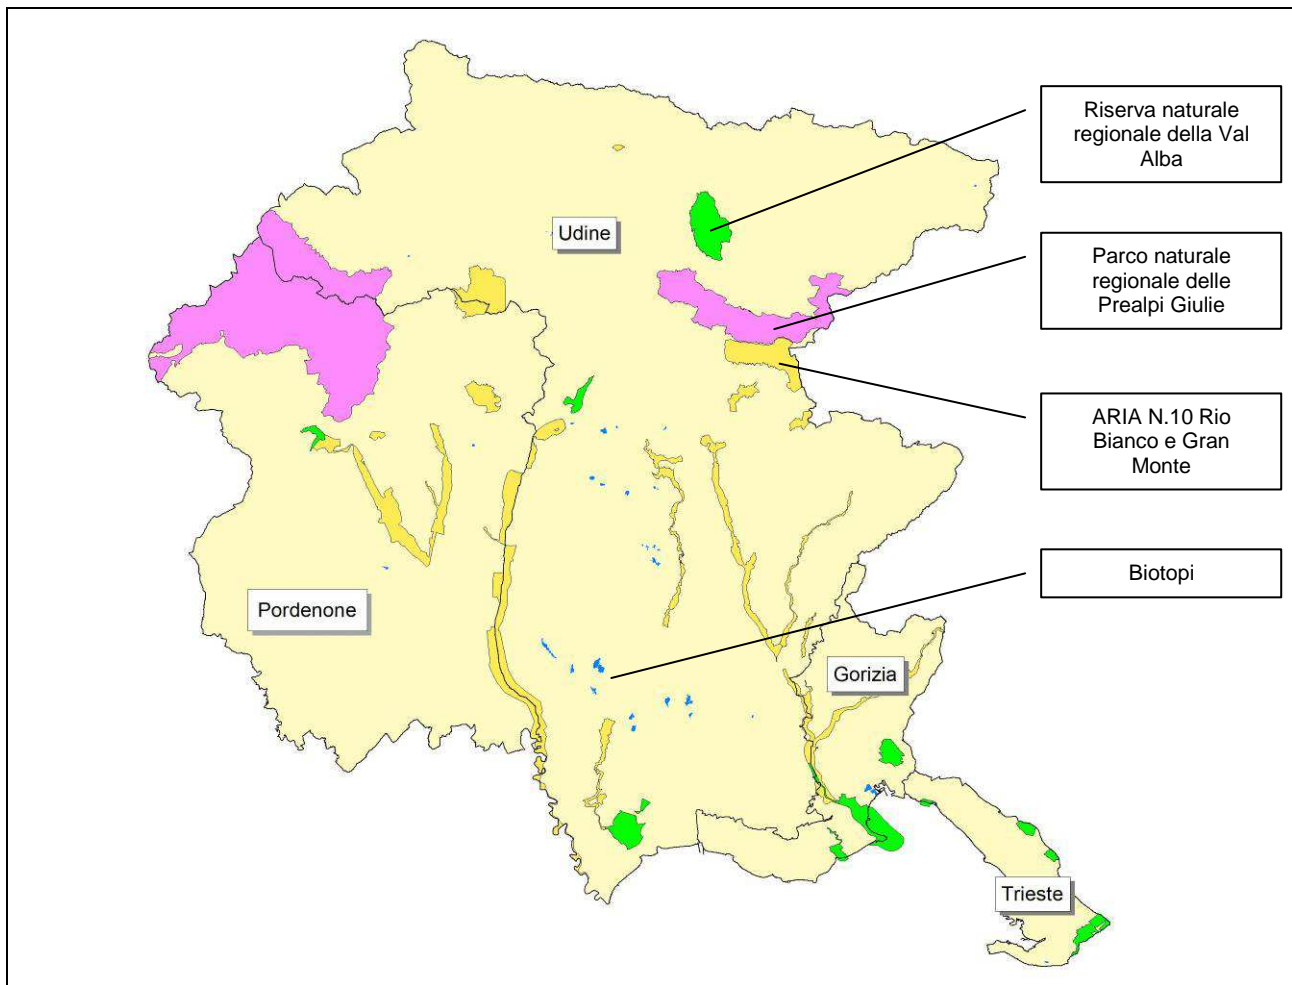 Riserva naturale
regionale della Val
Alba
Udine
Parco naturale
regionale delle
Prealpi Giulie
ARIA N.10 Rio
Bianco e Gran
Monte
Biotopi
Pordenone
Gorizia
Trieste